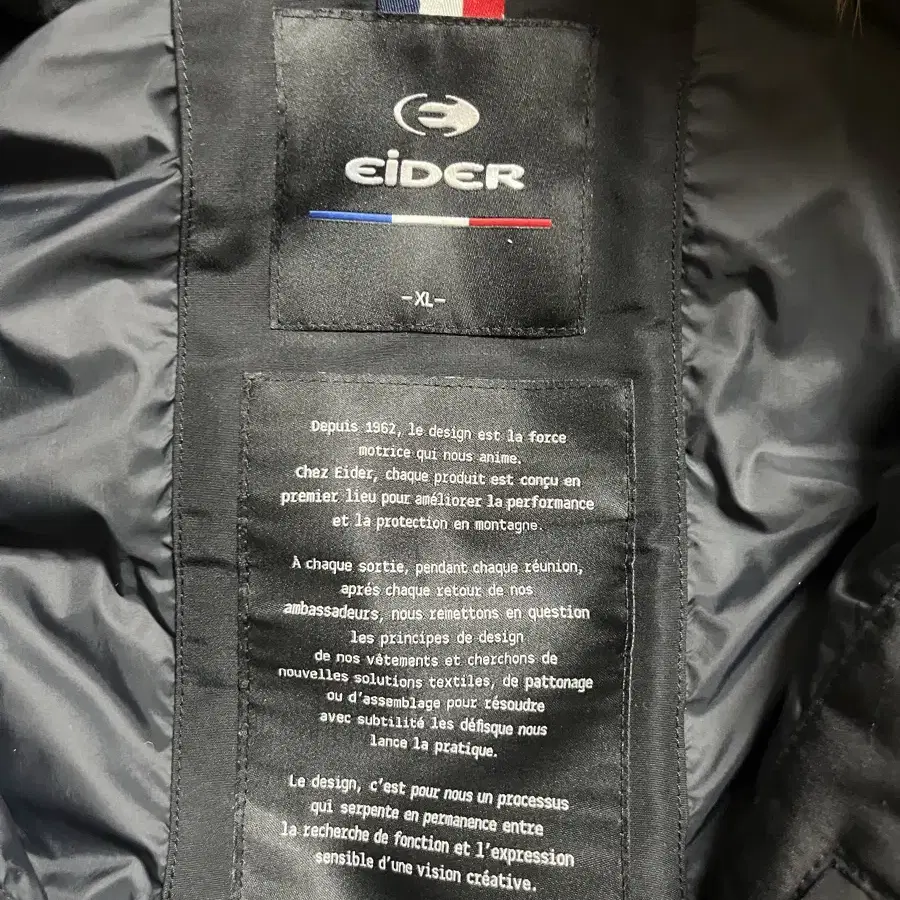 EiDER
-XL-
Depuis 1962, le design est la force
motrice qui nous anime.
Chez Eider, chaque produit est conçu en
premier lieu pour améliorer la performance
et la protection en montagne.
À chaque sortie, pendant chaque réunion,
aprés chaque retour de nos
ambassadeurs, nous remettons en question
les principes de design
de nos vêtements et cherchons de
nouvelles solutions textiles, de pattonage
ou d'assemblage pour résoudre
avec subtilité les défisque nous
lance la pratique.
Le design, c'est pour nous un processus
qui serpente en permanence entre
la recherche de fonction et l'expression
sensible d'une vision créative.